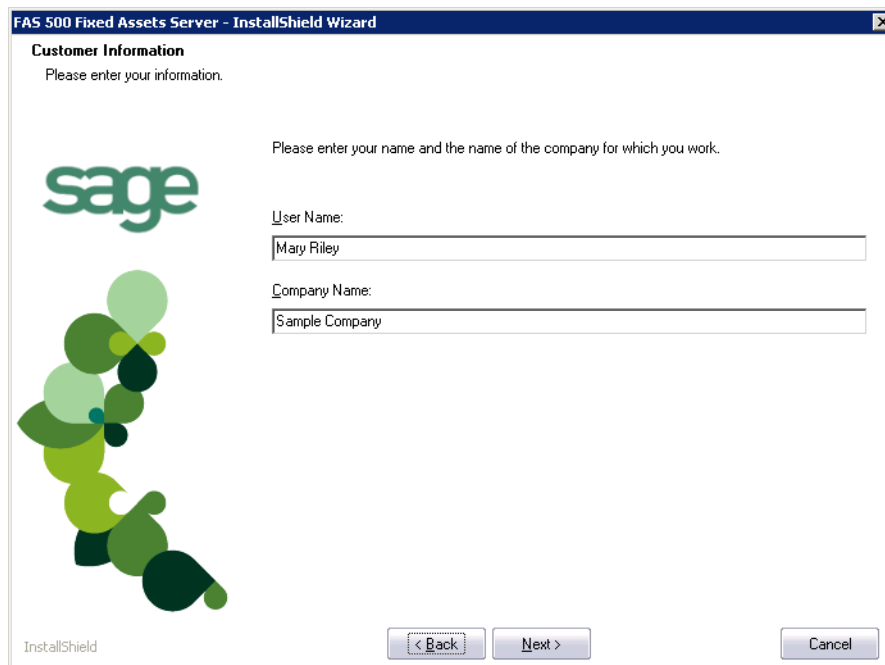 FAS 500 Fixed Assets Server - InstallShield Wizard
Customer Information
Please enter your information.
sage
Please enter your name and the name of the company for which you work.
User Name:
Mary Riley
Company Name:
Sample Company
InstallShield
< Back
Next >
Cancel